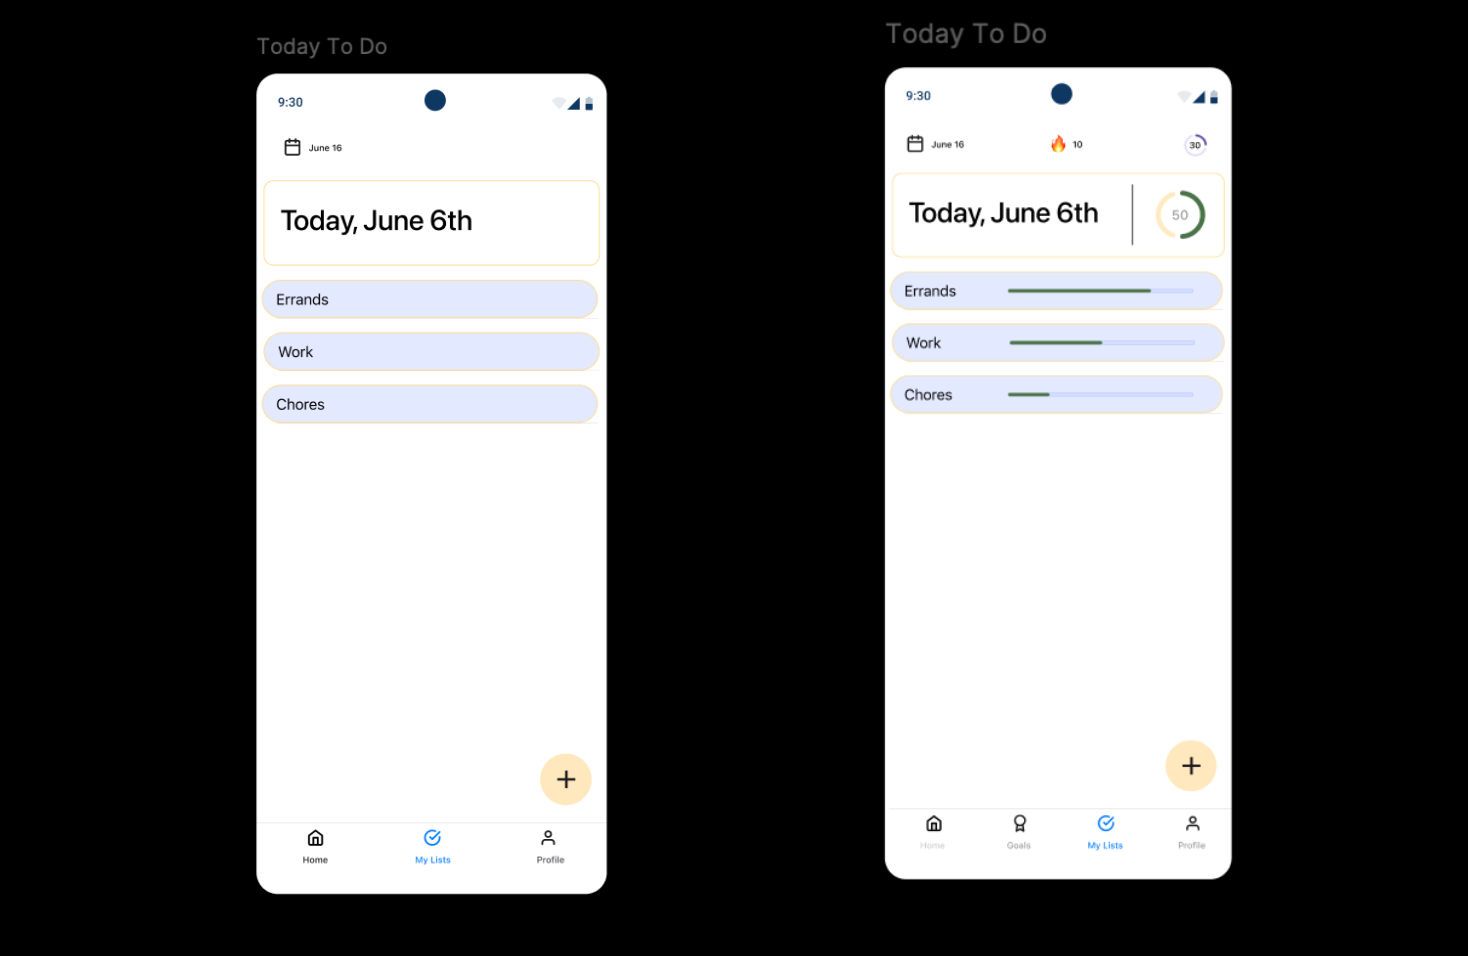 Today To Do
9:30
June 16
Today, June 6th
Errands
Work
Chores
+
Home My Lists Profile
Today To Do
9:30
June 16 🔥 10 30
Today, June 6th 50
Errands
Work
Chores
+
Home Goals My Lists Profile